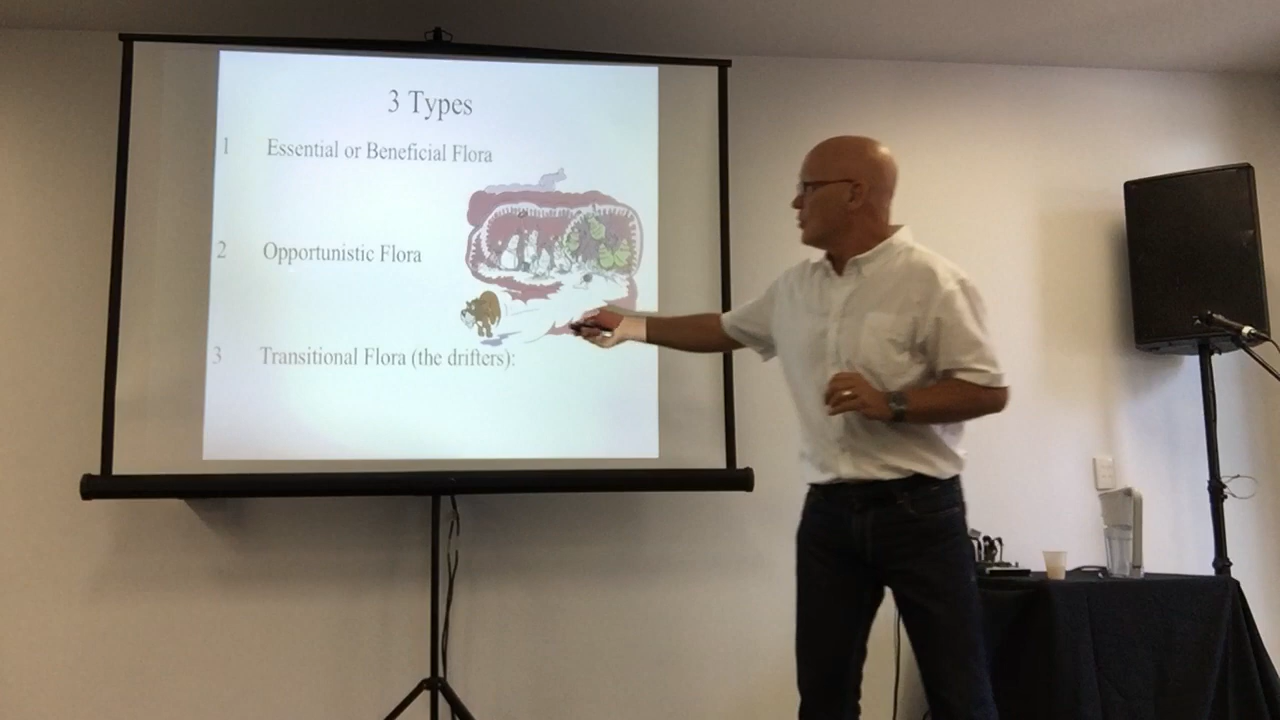 3 Types
1 Essential or Beneficial Flora
2 Opportunistic Flora
3 Transitional Flora (the drifters):